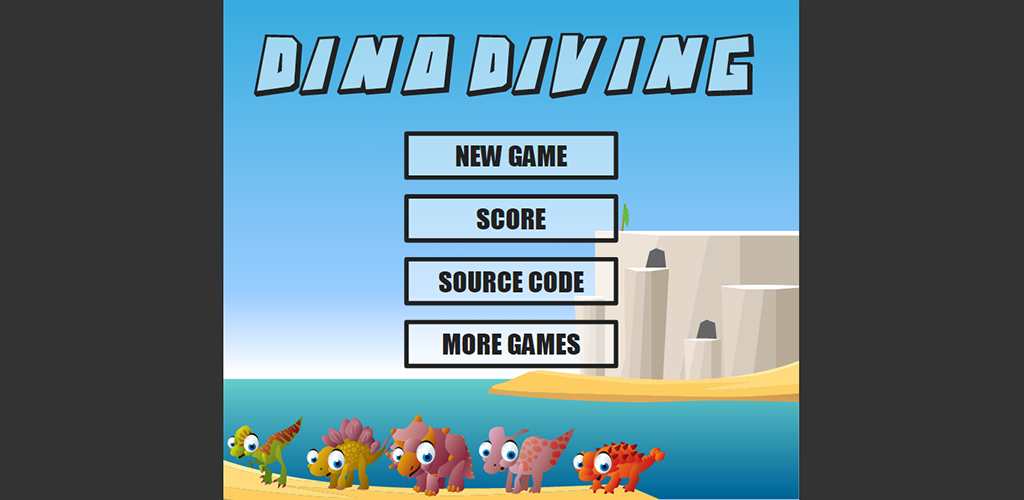 DINO DIVING
NEW GAME
SCORE
SOURCE CODE
MORE GAMES